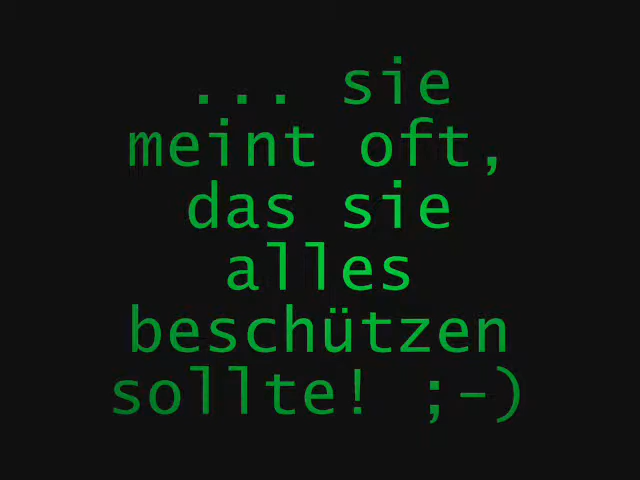 ... sie
meint oft,
das sie
alles
beschützen
sollte! ;-)